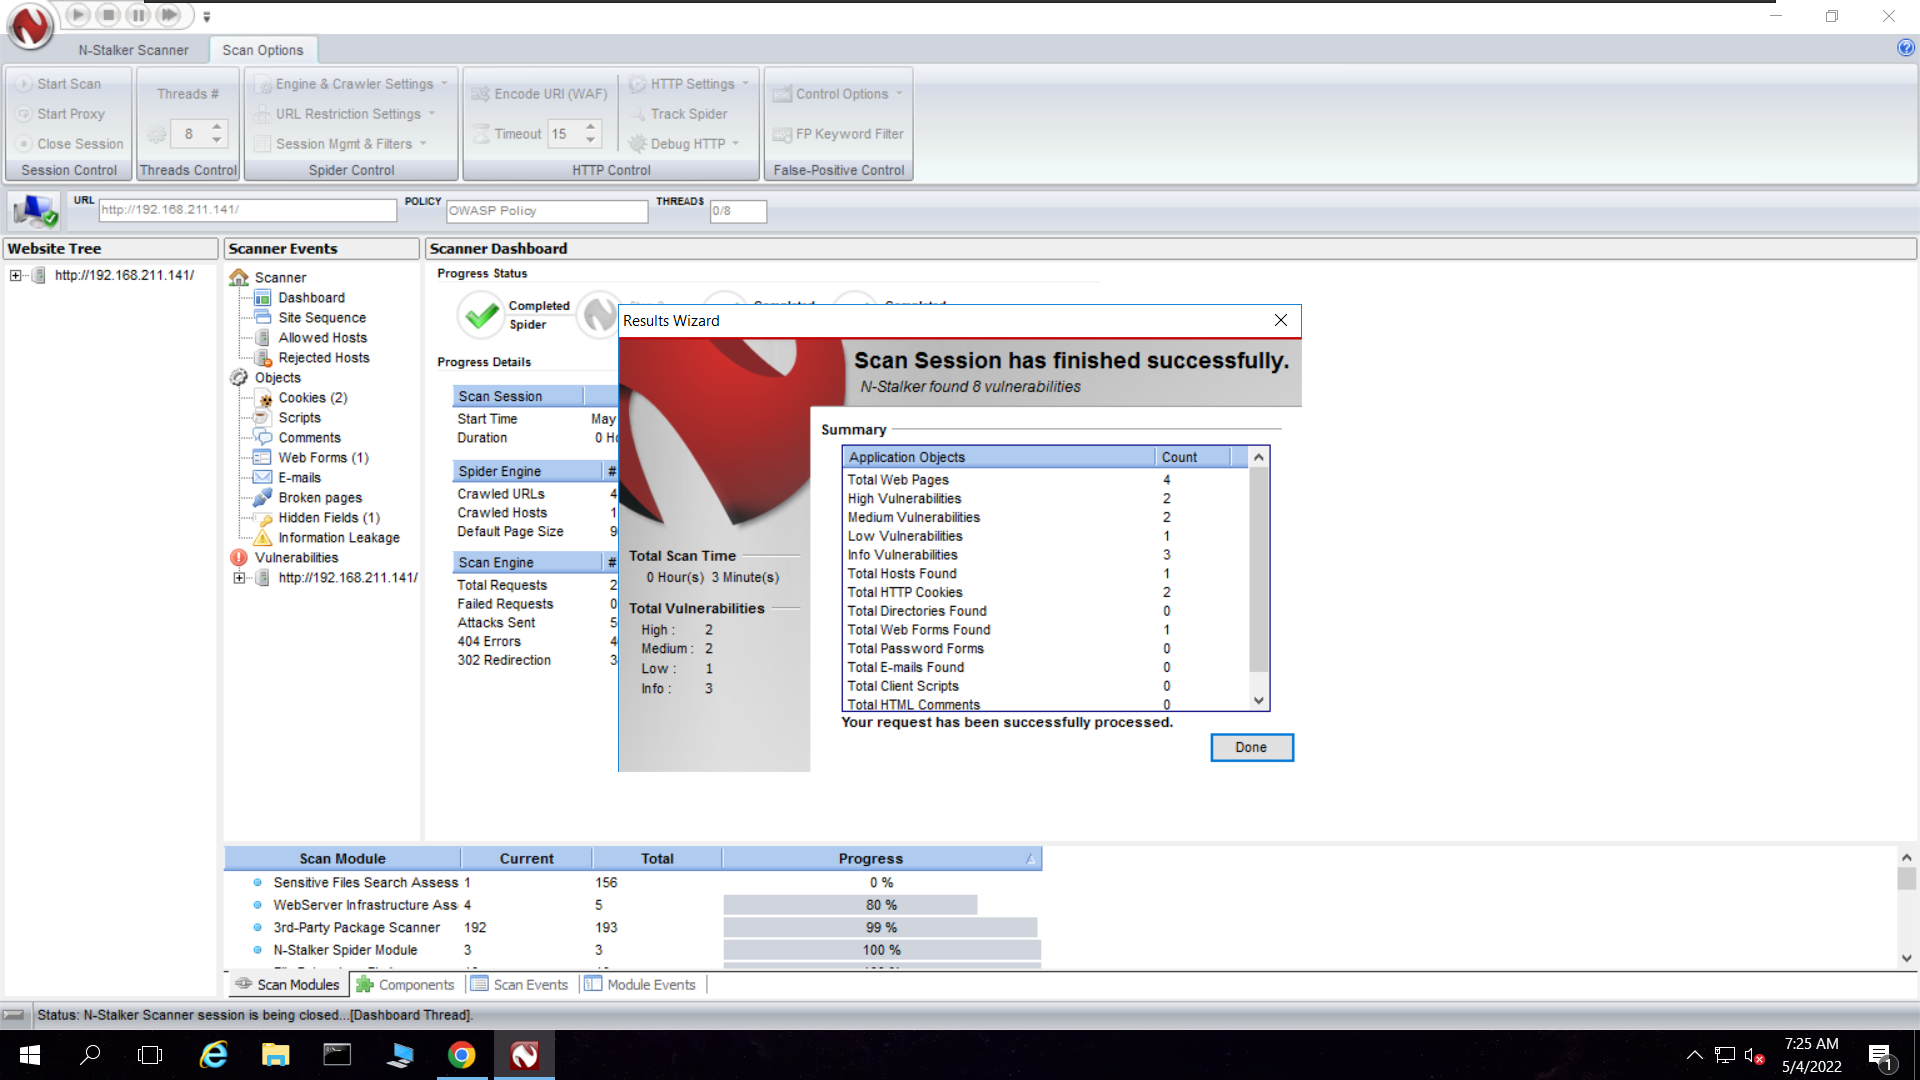 N-Stalker Scanner
Scan Options
Start Scan
Start Proxy
Close Session
Session Control
Threads #
8
Threads Control
Engine & Crawler Settings
URL Restriction Settings
Session Mgmt & Filters
Spider Control
Encode URI (WAF)
Timeout 15
HTTP Settings
Track Spider
Debug HTTP
HTTP Control
Control Options
FP Keyword Filter
False-Positive Control
URL http://192.168.211.141/
POLICY OWASP Policy
THREADS 0/8
Website Tree
http://192.168.211.141/
Scanner Events
Scanner
Dashboard
Site Sequence
Allowed Hosts
Rejected Hosts
Objects
Cookies (2)
Scripts
Comments
Web Forms (1)
E-mails
Broken pages
Hidden Fields (1)
Information Leakage
Vulnerabilities
http://192.168.211.141/
Scanner Dashboard
Progress Status
Completed
Spider
Completed
Completed
Progress Details
Scan Session
Start Time May
Duration 0 Ho
Spider Engine #
Crawled URLs 4
Crawled Hosts 1
Default Page Size 9
Scan Engine #
Total Requests 2
Failed Requests 0
Attacks Sent 5
404 Errors 4
302 Redirection 3
Results Wizard
Scan Session has finished successfully.
N-Stalker found 8 vulnerabilities
Total Scan Time
0 Hour(s) 3 Minute(s)
Total Vulnerabilities
High : 2
Medium : 2
Low : 1
Info : 3
Summary
Application Objects Count
Total Web Pages 4
High Vulnerabilities 2
Medium Vulnerabilities 2
Low Vulnerabilities 1
Info Vulnerabilities 3
Total Hosts Found 1
Total HTTP Cookies 2
Total Directories Found 0
Total Web Forms Found 1
Total Password Forms 0
Total E-mails Found 0
Total Client Scripts 0
Total HTML Comments 0
Your request has been successfully processed.
Done
Scan Module Current Total Progress
Sensitive Files Search Assess 1 156 0 %
WebServer Infrastructure Ass 4 5 80 %
3rd-Party Package Scanner 192 193 99 %
N-Stalker Spider Module 3 3 100 %
Scan Modules
Components
Scan Events
Module Events
Status: N-Stalker Scanner session is being closed...[Dashboard Thread].
7:25 AM
5/4/2022
1